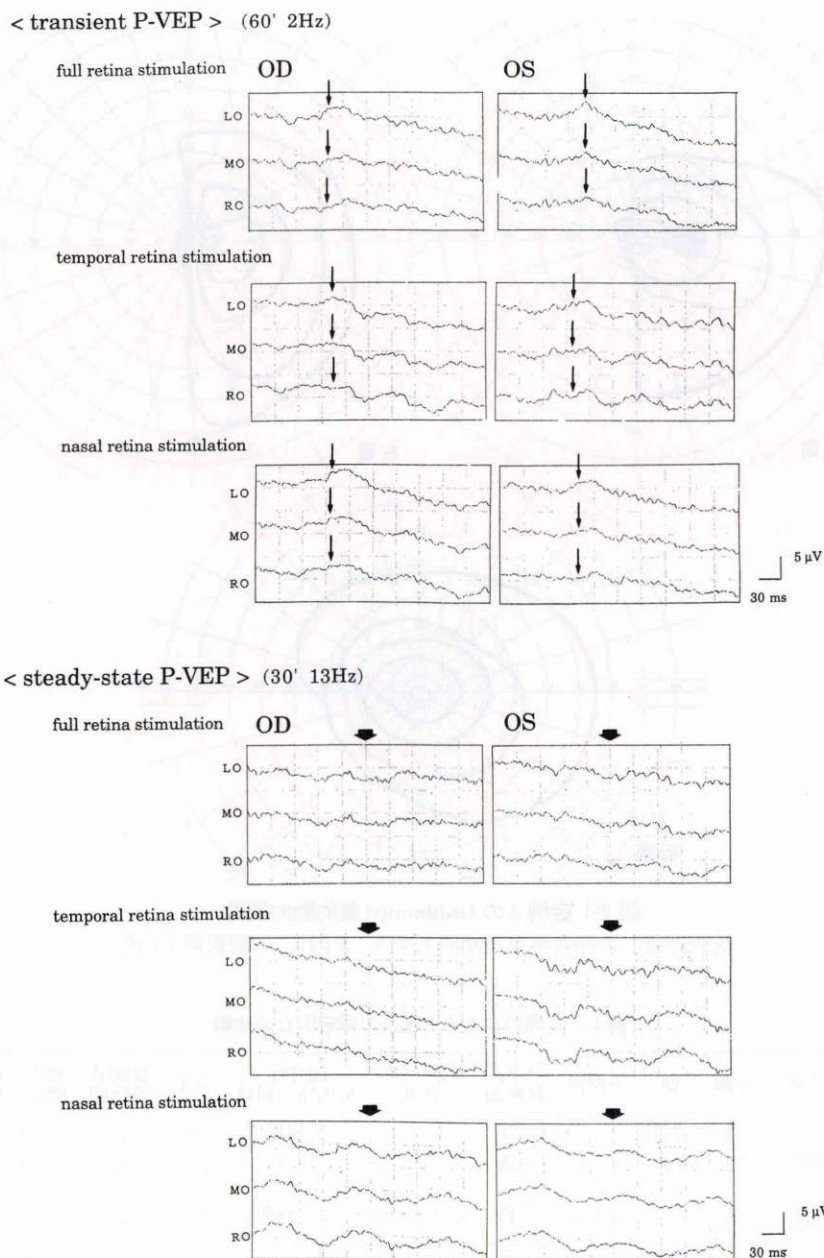 < transient P-VEP > (60' 2Hz)
full retina stimulation OD OS
LO
MO
RO
temporal retina stimulation
LO
MO
RO
nasal retina stimulation
LO
MO
RO
5 μV
30 ms
< steady-state P-VEP > (30' 13Hz)
full retina stimulation OD OS
LO
MO
RO
temporal retina stimulation
LO
MO
RO
nasal retina stimulation
LO
MO
RO
5 μV
30 ms